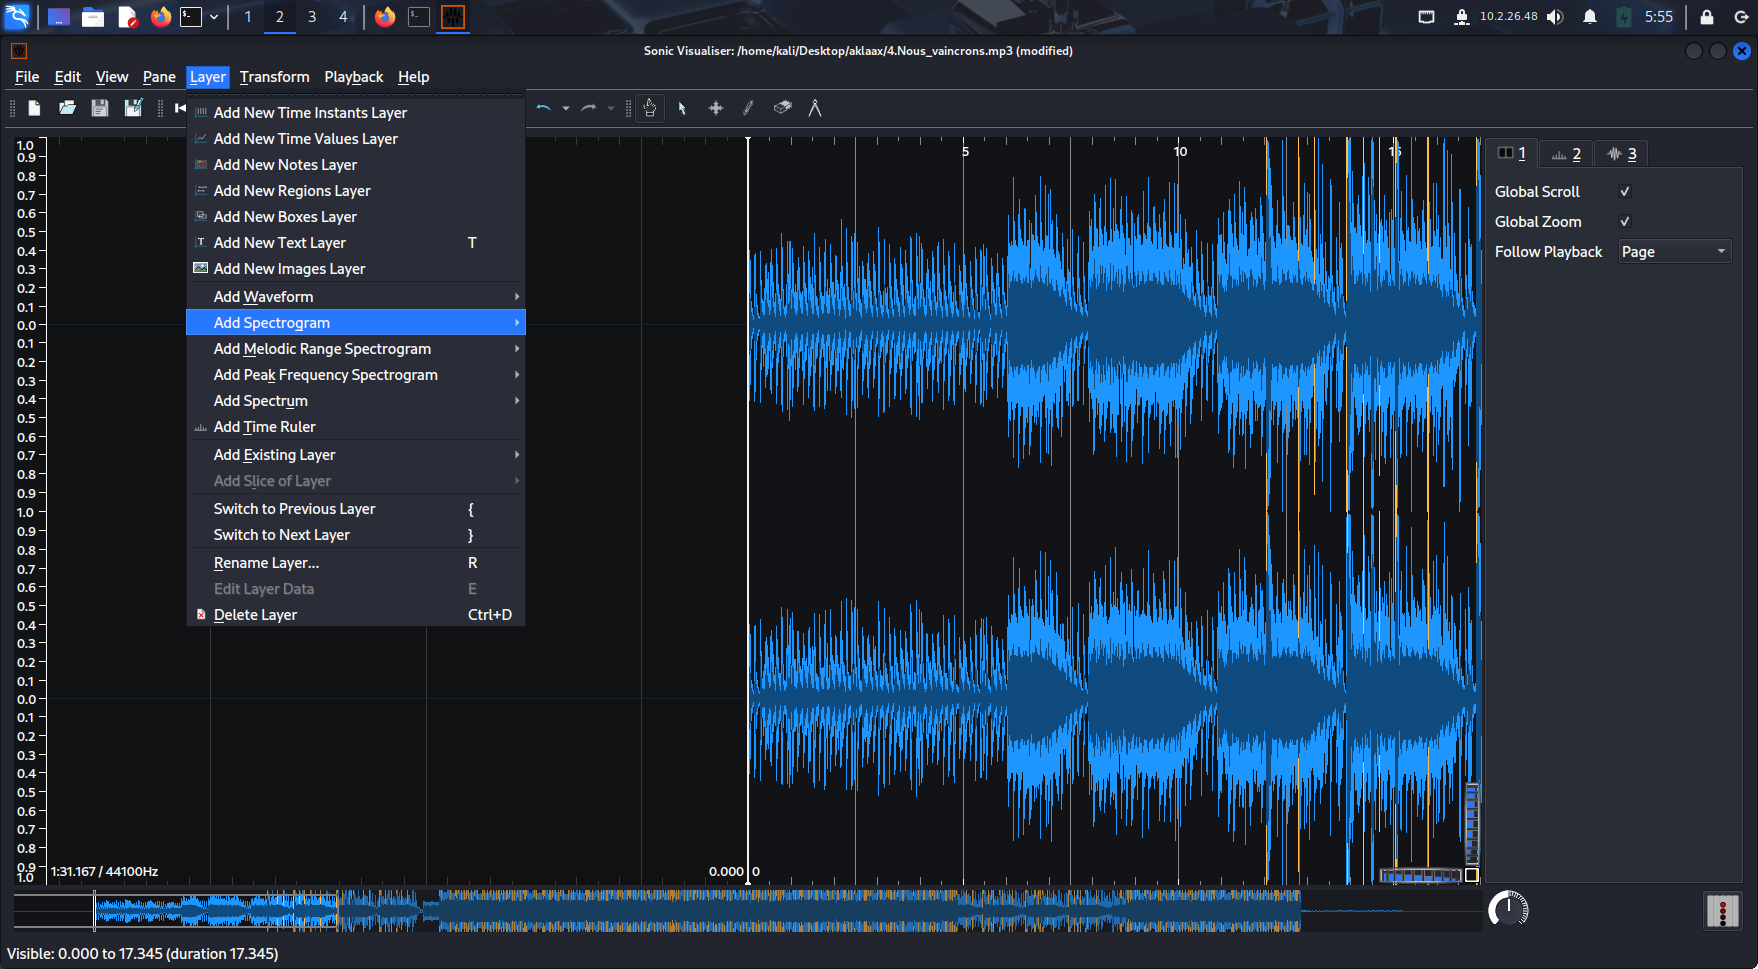 1 2 3 4 10.2.26.48 5:55
Sonic Visualiser: /home/kali/Desktop/aklaax/4.Nous_vaincrons.mp3 (modified)
File Edit View Pane Layer Transform Playback Help
Add New Time Instants Layer
Add New Time Values Layer
Add New Notes Layer
Add New Regions Layer
Add New Boxes Layer
Add New Text Layer T
Add New Images Layer
Add Waveform
Add Spectrogram
Add Melodic Range Spectrogram
Add Peak Frequency Spectrogram
Add Spectrum
Add Time Ruler
Add Existing Layer
Add Slice of Layer
Switch to Previous Layer {
Switch to Next Layer }
Rename Layer... R
Edit Layer Data E
Delete Layer Ctrl+D
1.0
0.9
0.8
0.7
0.6
0.5
0.4
0.3
0.2
0.1
0.0
0.1
0.2
0.3
0.4
0.5
0.6
0.7
0.8
0.9
1.0
0.9
0.8
0.7
0.6
0.5
0.4
0.3
0.2
0.1
0.0
0.1
0.2
0.3
0.4
0.5
0.6
0.7
0.8
0.9
1.0
5 10 15
1 2 3
Global Scroll
Global Zoom
Follow Playback Page
1:31.167 / 44100Hz
0.000 0
Visible: 0.000 to 17.345 (duration 17.345)